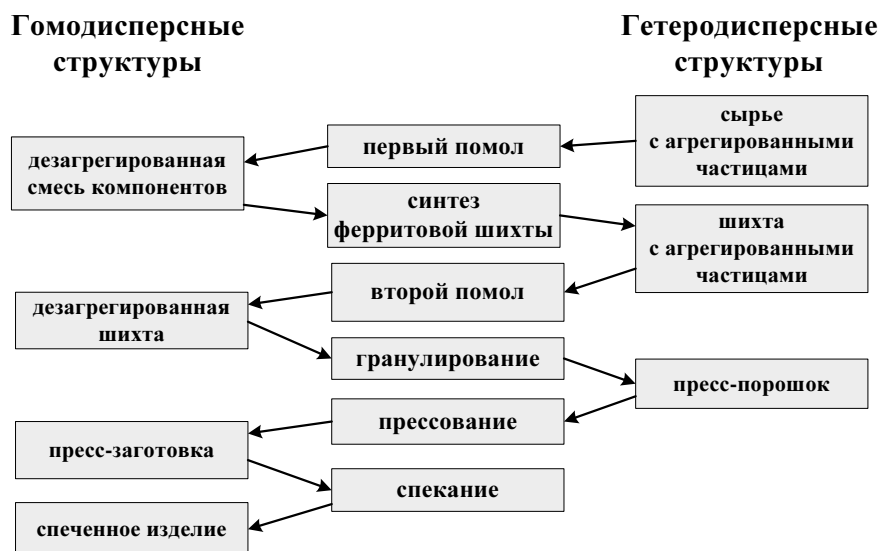 Гомодисперсные
структуры
Гетеродисперсные
структуры
сырье
с агрегированными
частицами
первый помол
дезагрегированная
смесь компонентов
синтез
ферритовой шихты
шихта
с агрегированными
частицами
второй помол
дезагрегированная
шихта
гранулирование
пресс-порошок
прессование
пресс-заготовка
спекание
спеченное изделие